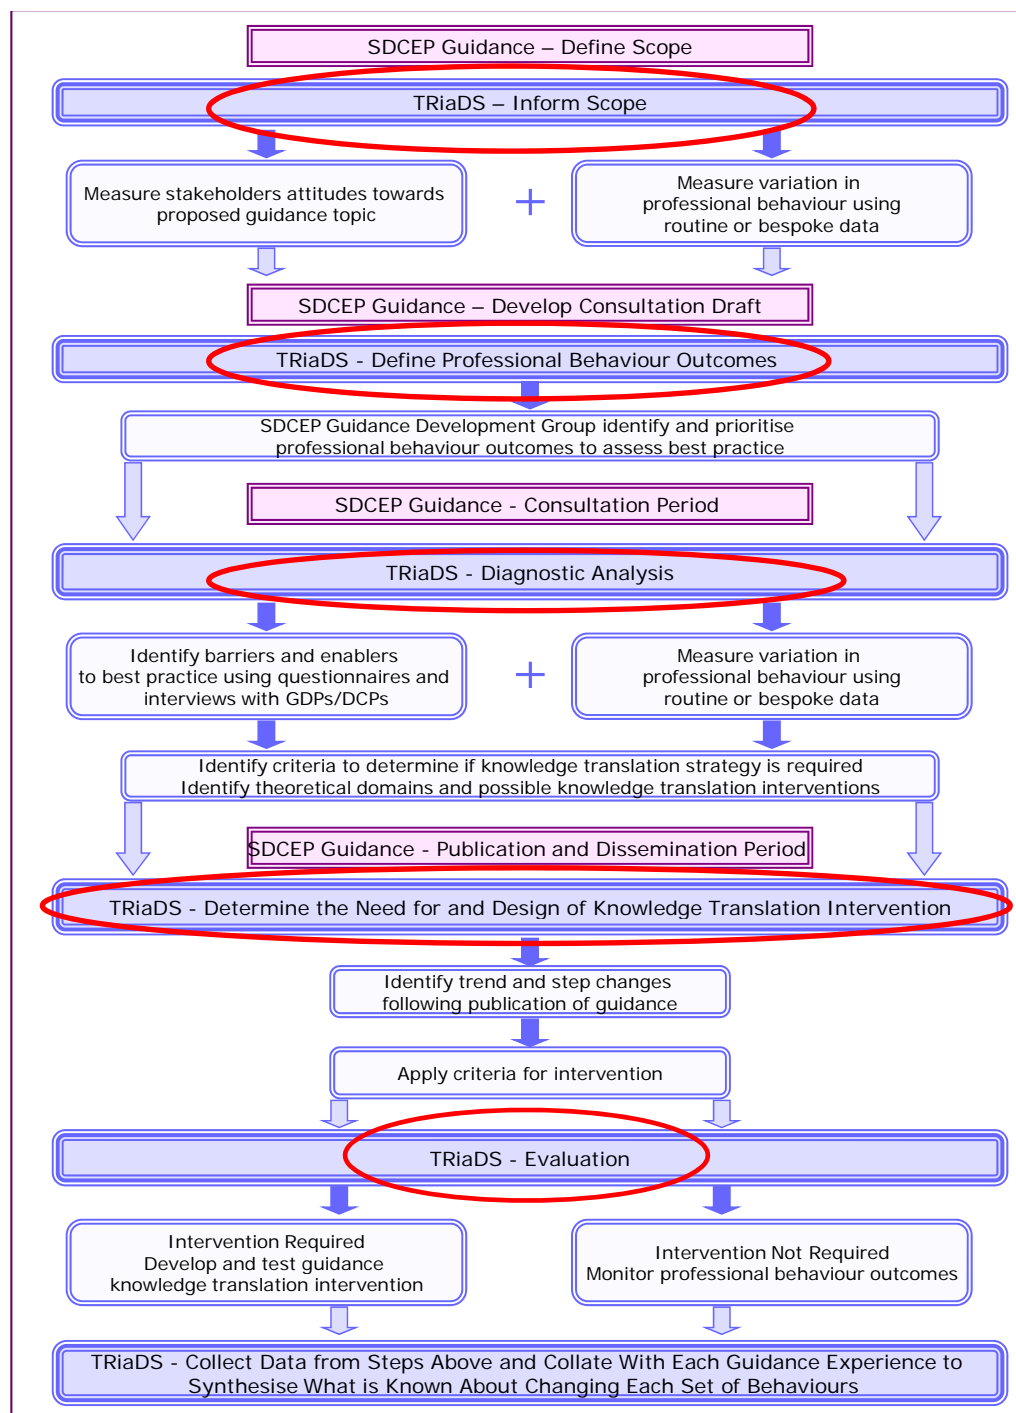 SDCEP Guidance – Define Scope
TRiaDS – Inform Scope
Measure stakeholders attitudes towards
proposed guidance topic
+
Measure variation in
professional behaviour using
routine or bespoke data
SDCEP Guidance – Develop Consultation Draft
TRiaDS - Define Professional Behaviour Outcomes
SDCEP Guidance Development Group identify and prioritise
professional behaviour outcomes to assess best practice
SDCEP Guidance - Consultation Period
TRiaDS - Diagnostic Analysis
Identify barriers and enablers
to best practice using questionnaires and
interviews with GDPs/DCPs
+
Measure variation in
professional behaviour using
routine or bespoke data
Identify criteria to determine if knowledge translation strategy is required
Identify theoretical domains and possible knowledge translation interventions
SDCEP Guidance - Publication and Dissemination Period
TRiaDS - Determine the Need for and Design of Knowledge Translation Intervention
Identify trend and step changes
following publication of guidance
Apply criteria for intervention
TRiaDS - Evaluation
Intervention Required
Develop and test guidance
knowledge translation intervention
Intervention Not Required
Monitor professional behaviour outcomes
TRiaDS - Collect Data from Steps Above and Collate With Each Guidance Experience to
Synthesise What is Known About Changing Each Set of Behaviours